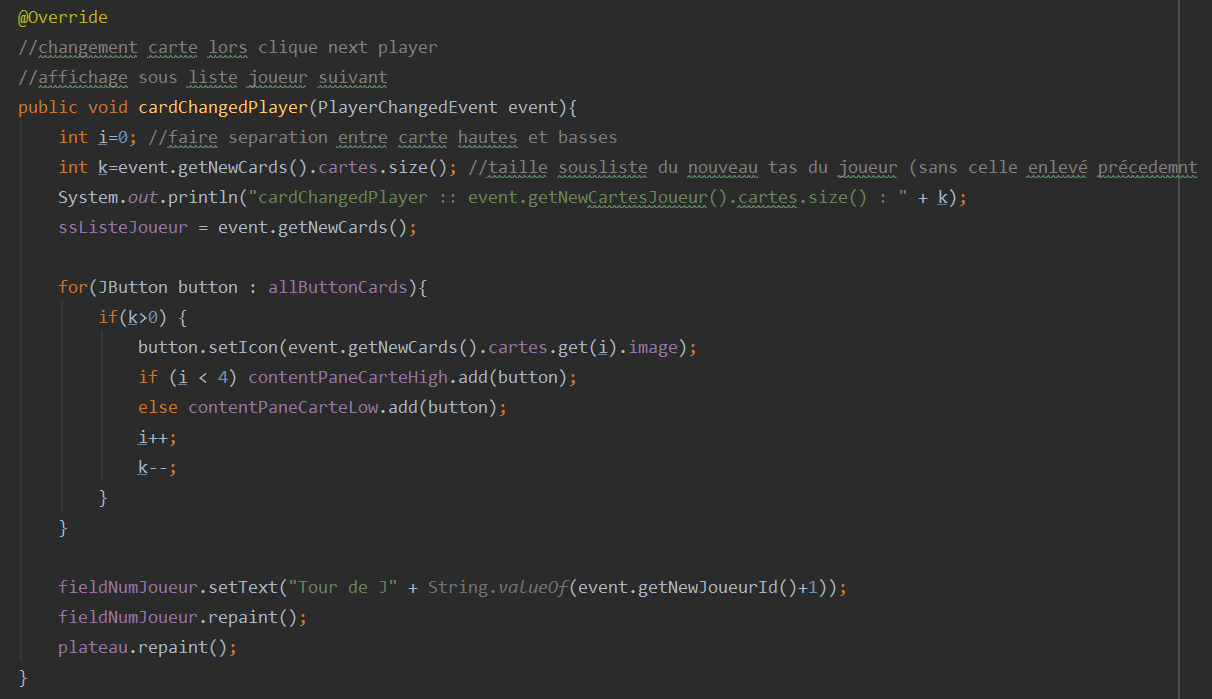 @Override
//changement carte lors clique next player
//affichage sous liste joueur suivant
public void cardChangedPlayer(PlayerChangedEvent event){
int i=0; //faire separation entre carte hautes et basses
int k=event.getNewCards().cartes.size(); //taille sousliste du nouveau tas du joueur (sans celle enlevé précedemnt
System.out.println("cardChangedPlayer :: event.getNewCartesJoueur().cartes.size() : " + k);
ssListeJoueur = event.getNewCards();
for(JButton button : allButtonCards){
if(k>0) {
button.setIcon(event.getNewCards().cartes.get(i).image);
if (i < 4) contentPaneCarteHigh.add(button);
else contentPaneCarteLow.add(button);
i++;
k--;
}
}
fieldNumJoueur.setText("Tour de J" + String.valueOf(event.getNewJoueurId()+1));
fieldNumJoueur.repaint();
plateau.repaint();
}